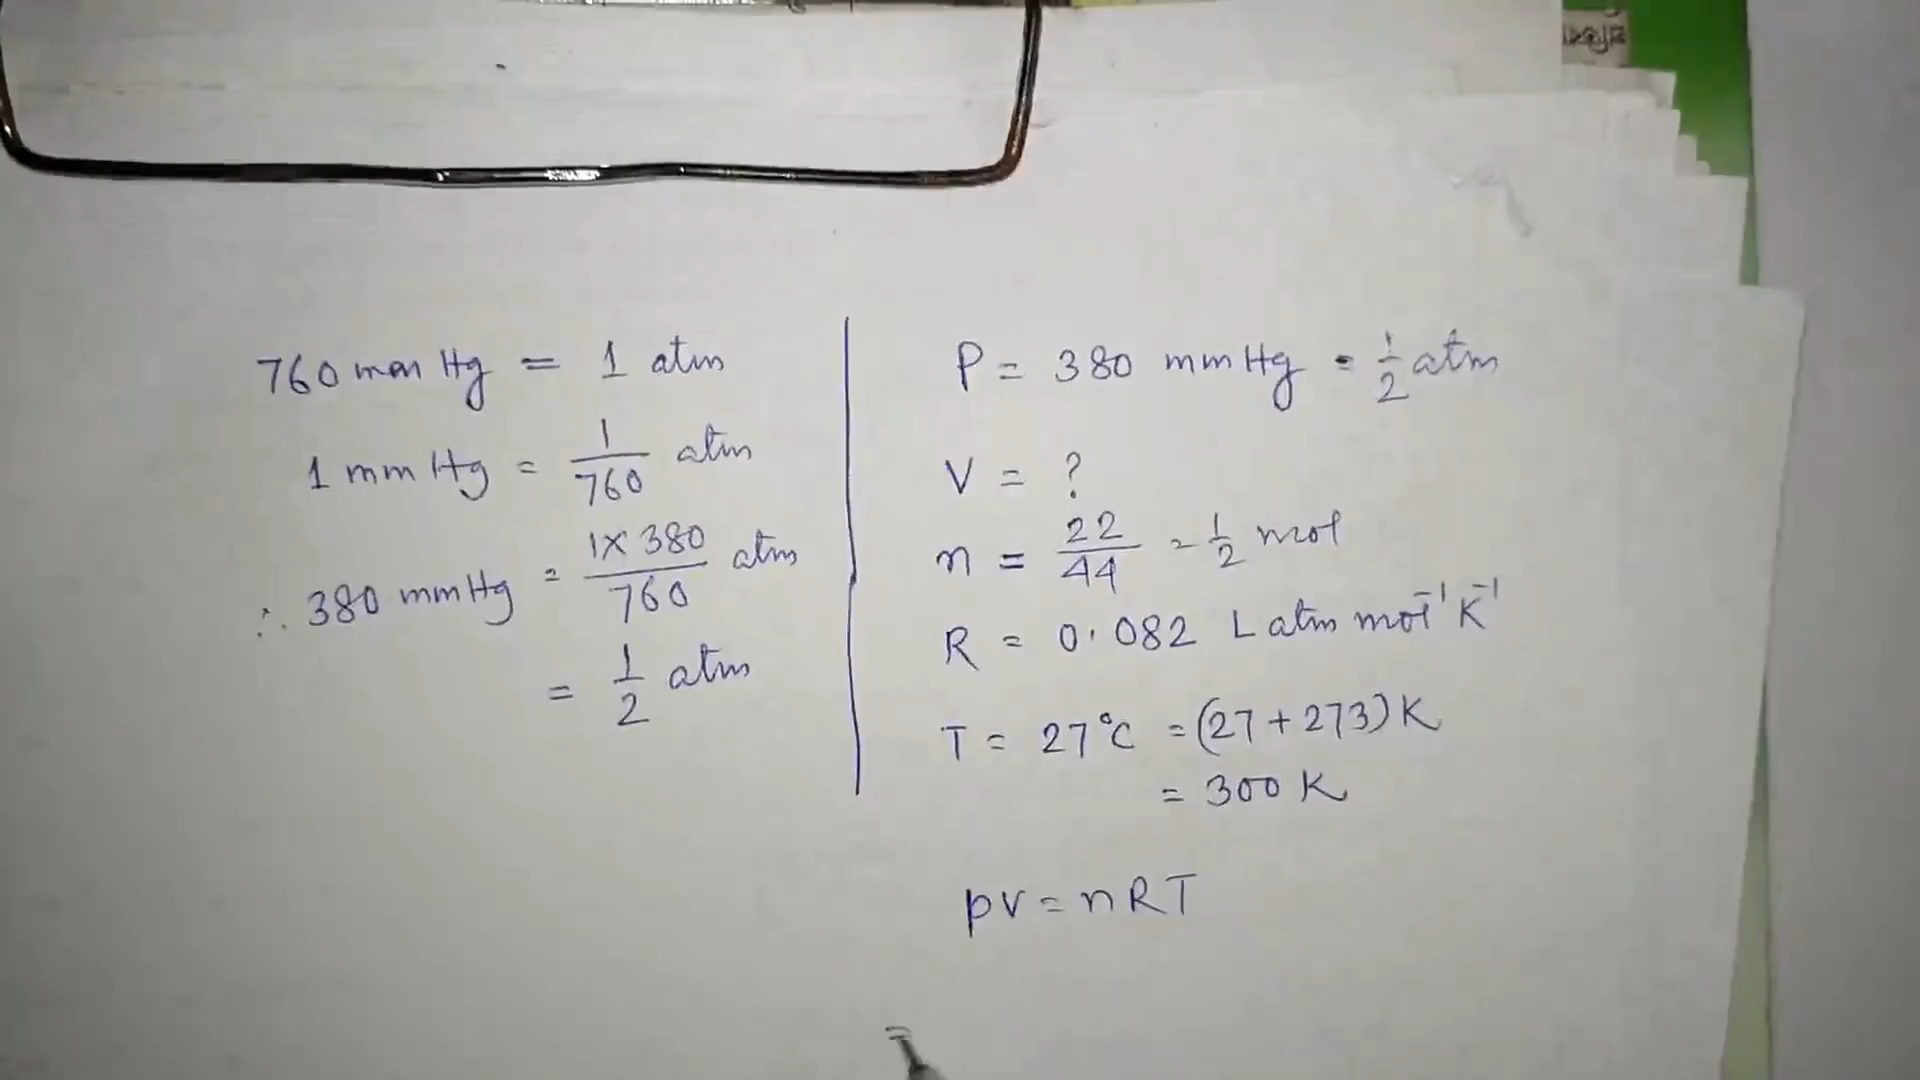 760 mm Hg = 1 atm
1 mm Hg = 1/760 atm
∴ 380 mmHg = 1×380/760 atm
= 1/2 atm
P = 380 mm Hg = 1/2 atm
V = ?
n = 22/44 = 1/2 mol
R = 0.082 L atm mol⁻¹ K⁻¹
T = 27°C = (27+273) K
= 300 K
PV = nRT
=